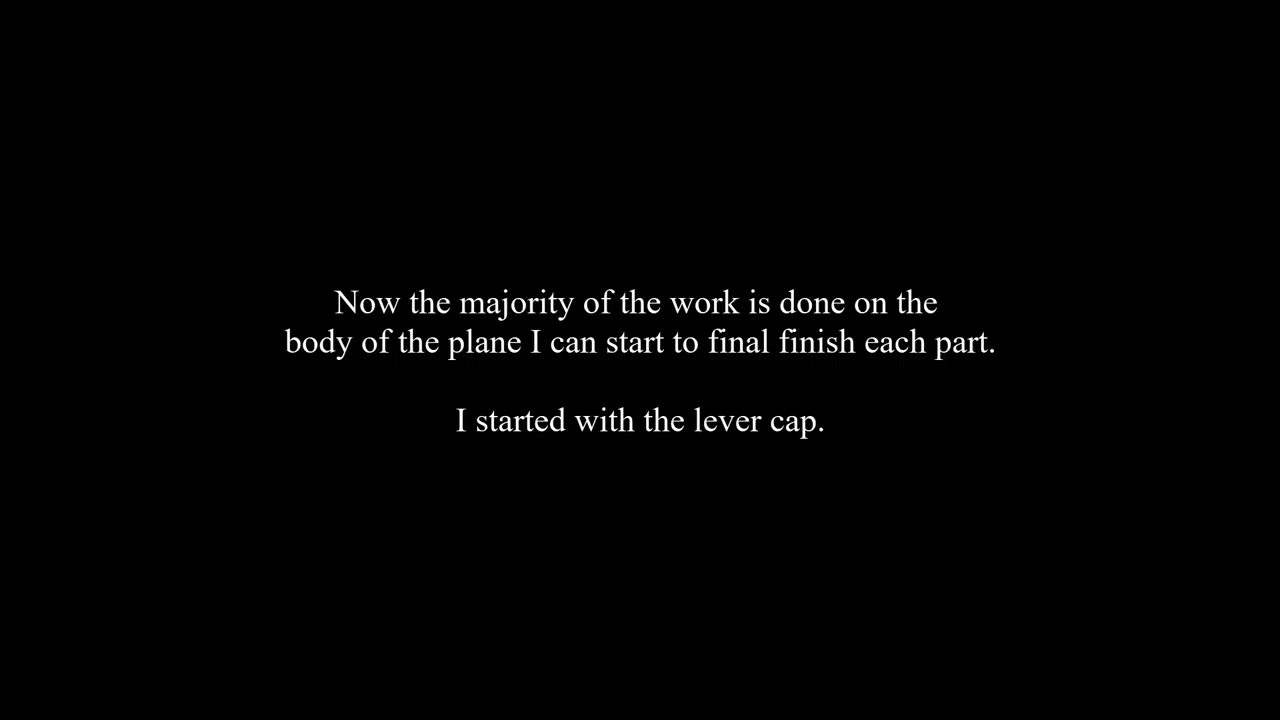 Now the majority of the work is done on the
body of the plane I can start to final finish each part.
I started with the lever cap.